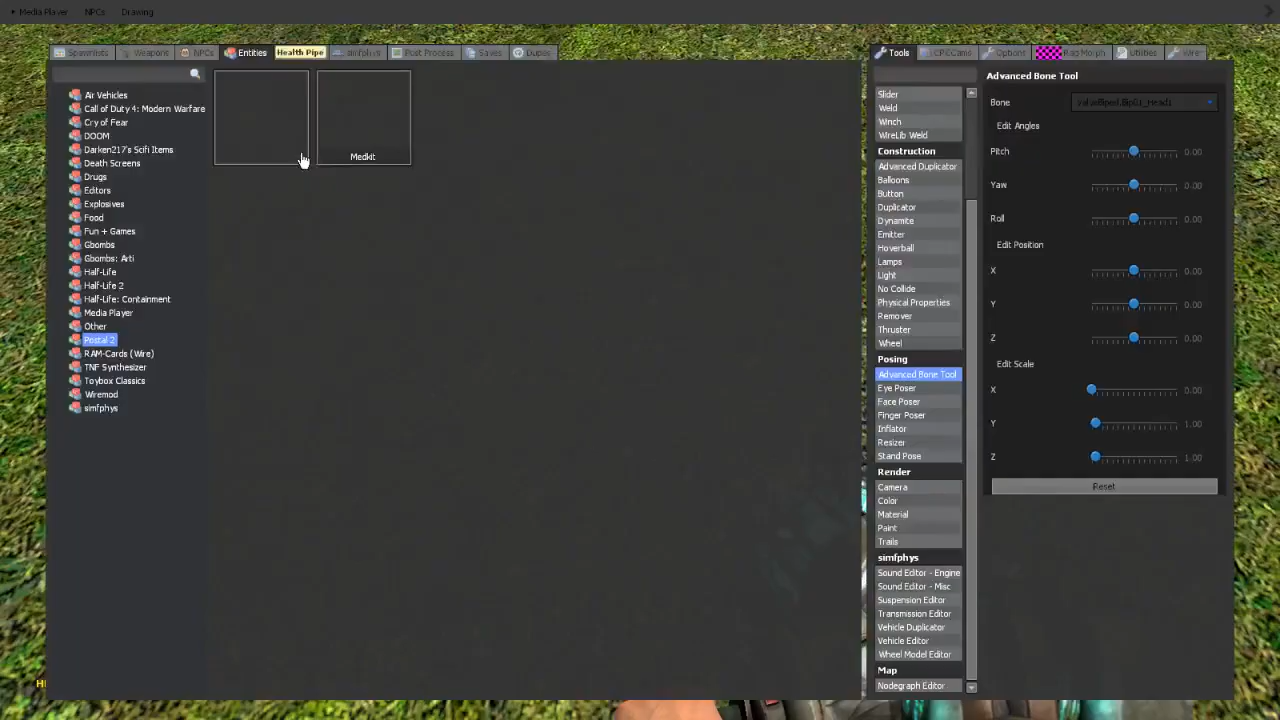 Media Player NPCs Drawing
Spawnlists Weapons NPCs Entities Health Pipe simfphys Post Process Saves Dupes
Air Vehicles
Call of Duty 4: Modern Warfare
Cry of Fear
DOOM
Darken217's Scifi Items
Death Screens
Drugs
Editors
Explosives
Food
Fun + Games
Gbombs
Gbombs: Arti
Half-Life
Half-Life 2
Half-Life: Containment
Media Player
Other
Postal 2
RAM-Cards (Wire)
TNF Synthesizer
Toybox Classics
Wiremod
simfphys
Medkit
Tools CPICCams Options Rap Morph Utilities Wire
Slider
Weld
Winch
WireLib Weld
Construction
Advanced Duplicator
Balloons
Button
Duplicator
Dynamite
Emitter
Hoverball
Lamps
Light
No Collide
Physical Properties
Remover
Thruster
Wheel
Posing
Advanced Bone Tool
Eye Poser
Face Poser
Finger Poser
Inflator
Resizer
Stand Pose
Render
Camera
Color
Material
Paint
Trails
simfphys
Sound Editor - Engine
Sound Editor - Misc
Suspension Editor
Transmission Editor
Vehicle Duplicator
Vehicle Editor
Wheel Model Editor
Map
Nodegraph Editor
Advanced Bone Tool
Bone ValveBiped.Bip01_Head1
Edit Angles
Pitch 0.00
Yaw 0.00
Roll 0.00
Edit Position
X 0.00
Y 0.00
Z 0.00
Edit Scale
X 0.00
Y 1.00
Z 1.00
Reset